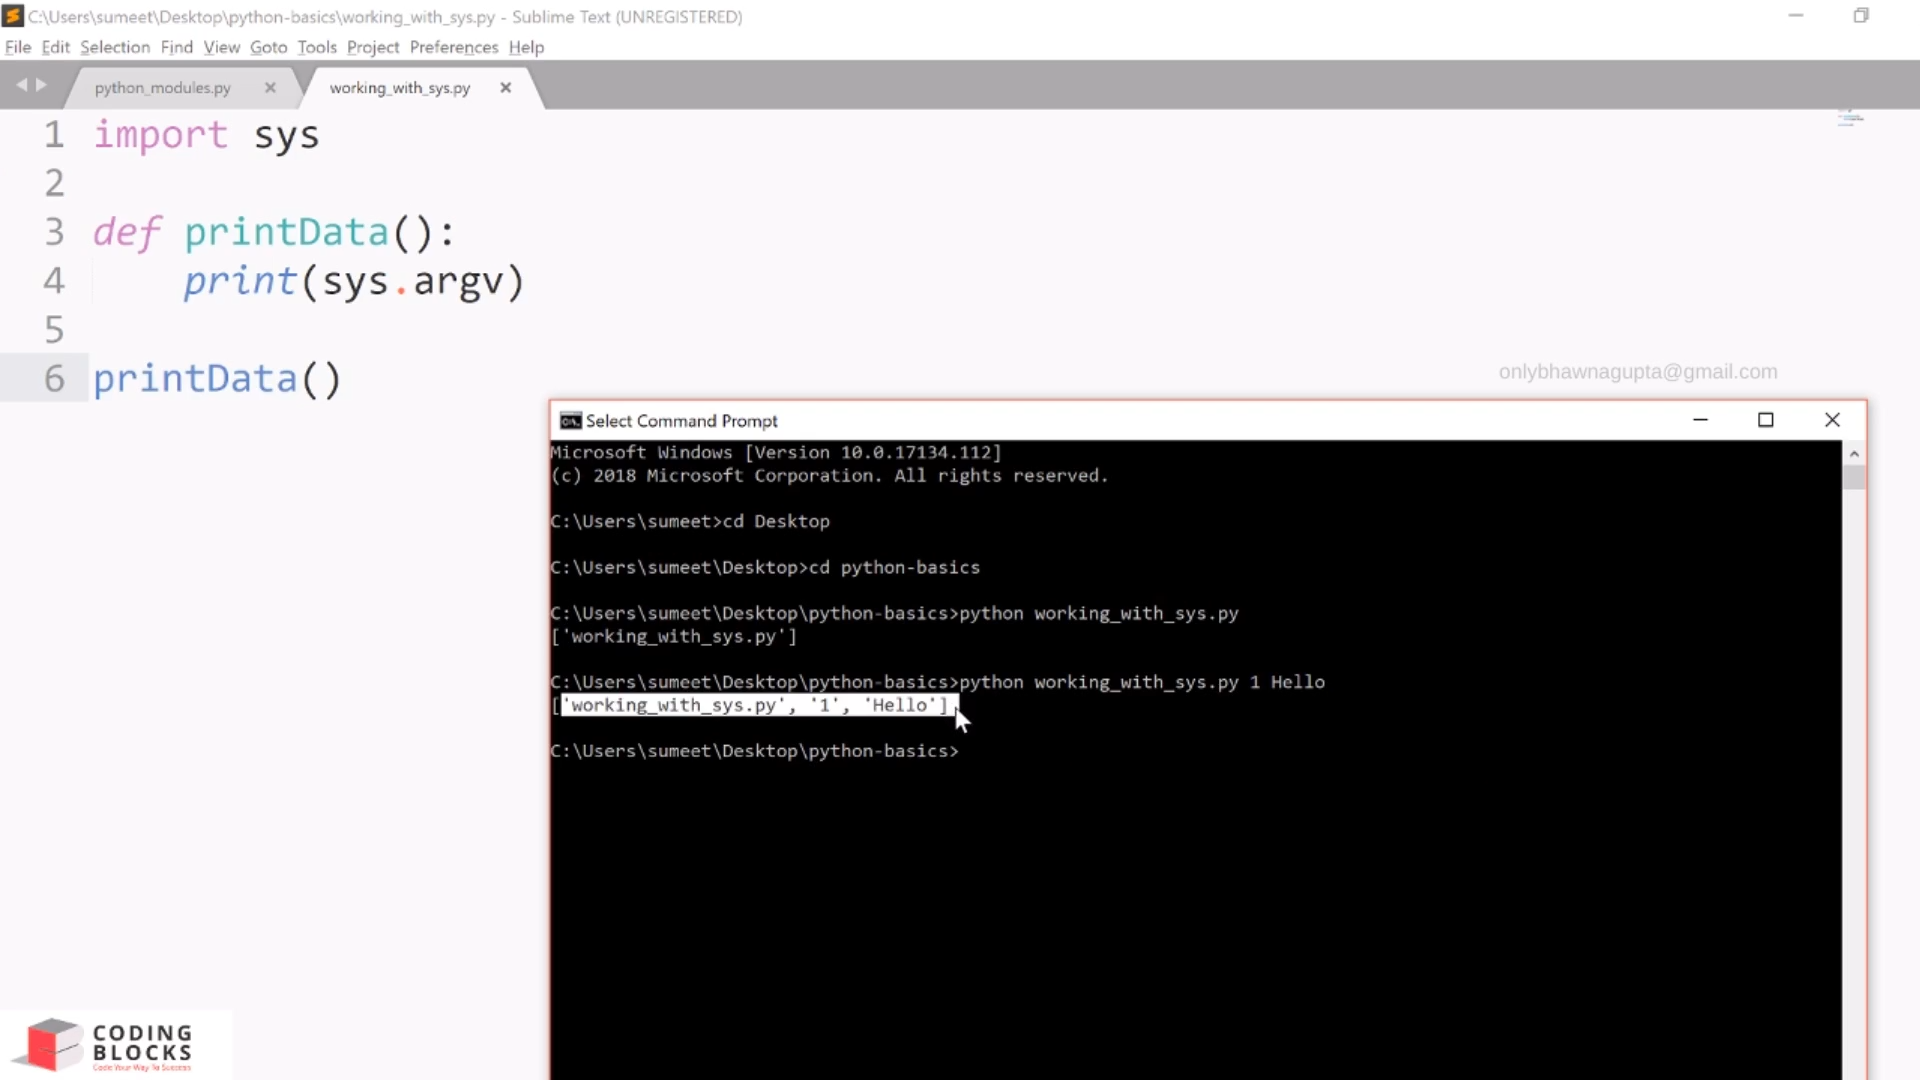 C:\Users\sumeet\Desktop\python-basics\working_with_sys.py - Sublime Text (UNREGISTERED)
File Edit Selection Find View Goto Tools Project Preferences Help
python_modules.py working_with_sys.py
1 import sys
2
3 def printData():
4 print(sys.argv)
5
6 printData()
onlybhawnagupta@gmail.com
Select Command Prompt
Microsoft Windows [Version 10.0.17134.112]
(c) 2018 Microsoft Corporation. All rights reserved.
C:\Users\sumeet>cd Desktop
C:\Users\sumeet\Desktop>cd python-basics
C:\Users\sumeet\Desktop\python-basics>python working_with_sys.py
['working_with_sys.py']
C:\Users\sumeet\Desktop\python-basics>python working_with_sys.py 1 Hello
['working_with_sys.py', '1', 'Hello']
C:\Users\sumeet\Desktop\python-basics>
CODING
BLOCKS
Code Your Way To Success